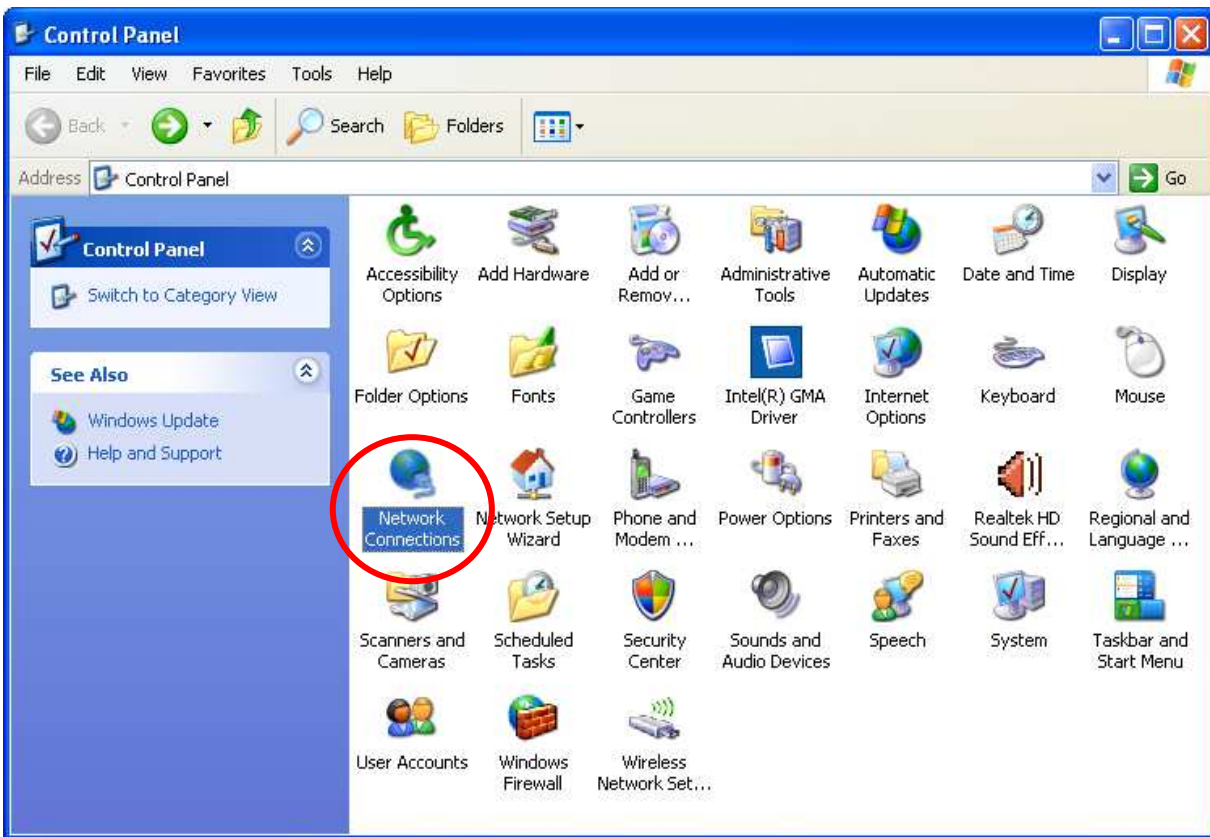 Control Panel
File Edit View Favorites Tools Help
Back Search Folders
Address Control Panel Go
Control Panel
Switch to Category View
See Also
Windows Update
Help and Support
Accessibility
Options
Add Hardware
Add or
Remov...
Administrative
Tools
Automatic
Updates
Date and Time
Display
Folder Options
Fonts
Game
Controllers
Intel(R) GMA
Driver
Internet
Options
Keyboard
Mouse
Network
Connections
Network Setup
Wizard
Phone and
Modem ...
Power Options
Printers and
Faxes
Realtek HD
Sound Eff...
Regional and
Language ...
Scanners and
Cameras
Scheduled
Tasks
Security
Center
Sounds and
Audio Devices
Speech
System
Taskbar and
Start Menu
User Accounts
Windows
Firewall
Wireless
Network Set...